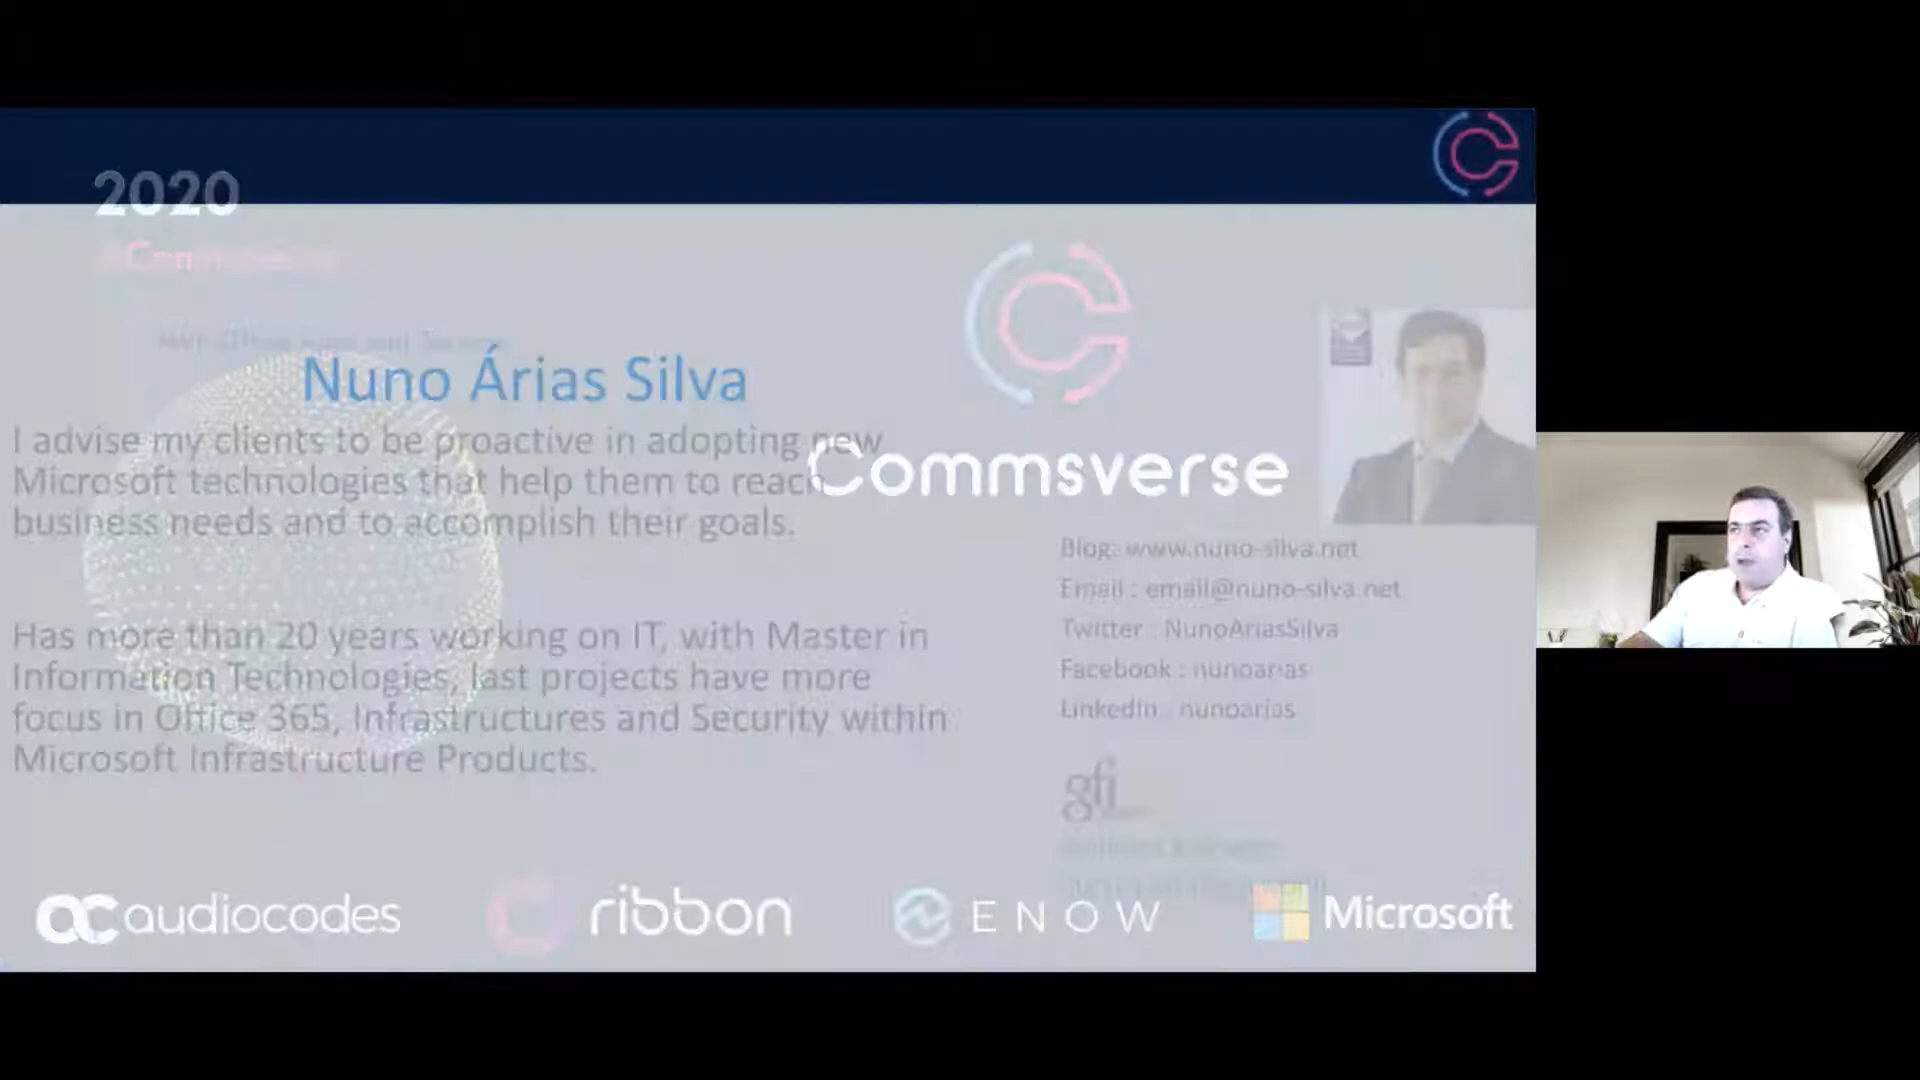 2020
Nuno Árias Silva
I advise my clients to be proactive in adopting new
Microsoft technologies that help them to reach
business needs and to accomplish their goals.
Has more than 20 years working on IT, with Master in
Information Technologies, last projects have more
focus in Office 365, Infrastructures and Security within
Microsoft Infrastructure Products.
Commsverse
Blog: www.nuno-silva.net
Email : email@nuno-silva.net
Twitter : NunoAriasSilva
Facebook : nunoarias
LinkedIn : nunoarias
gfi
audiocodes
ribbon
ENOW
Microsoft